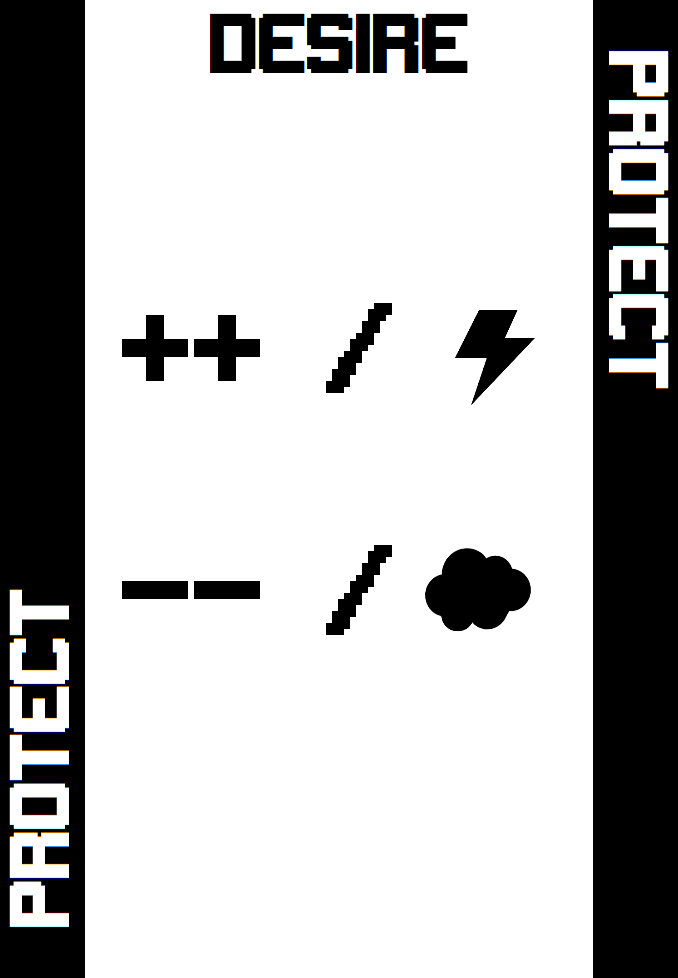 DESIRE
PROTECT
++ /
-- /
PROTECT